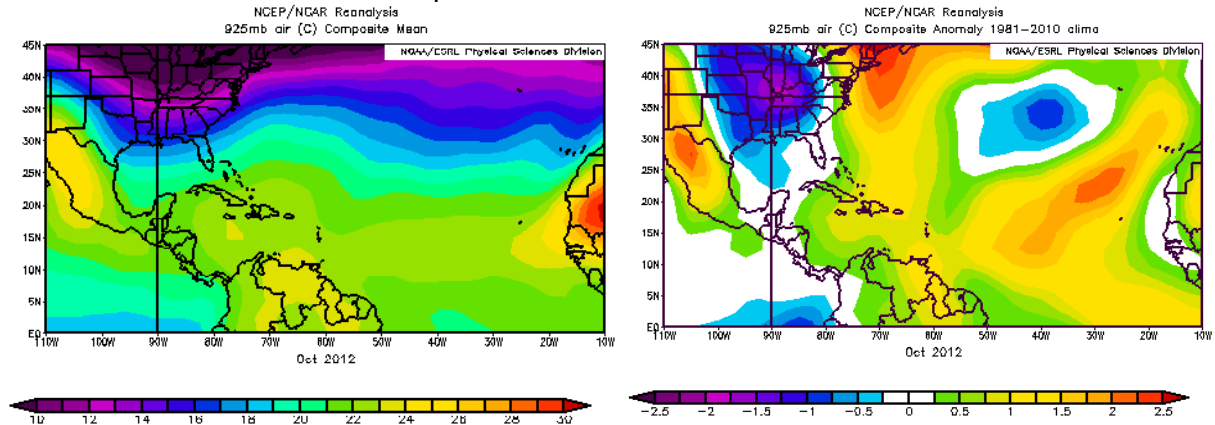 NCEP/NCAR Reanalysis
925mb air (C) Composite Mean
NOAA/ESRL Physical Sciences Division
45N
40N
35N
30N
25N
20N
15N
10N
5N
EQ
110W 100W 90W 80W 70W 60W 50W 40W 30W 20W 10W
Oct 2012
10 12 14 16 18 20 22 24 26 28 30
NCEP/NCAR Reanalysis
925mb air (C) Composite Anomaly 1981-2010 clima
NOAA/ESRL Physical Sciences Division
45N
40N
35N
30N
25N
20N
15N
10N
5N
EQ
110W 100W 90W 80W 70W 60W 50W 40W 30W 20W 10W
Oct 2012
-2.5 -2 -1.5 -1 -0.5 0 0.5 1 1.5 2 2.5